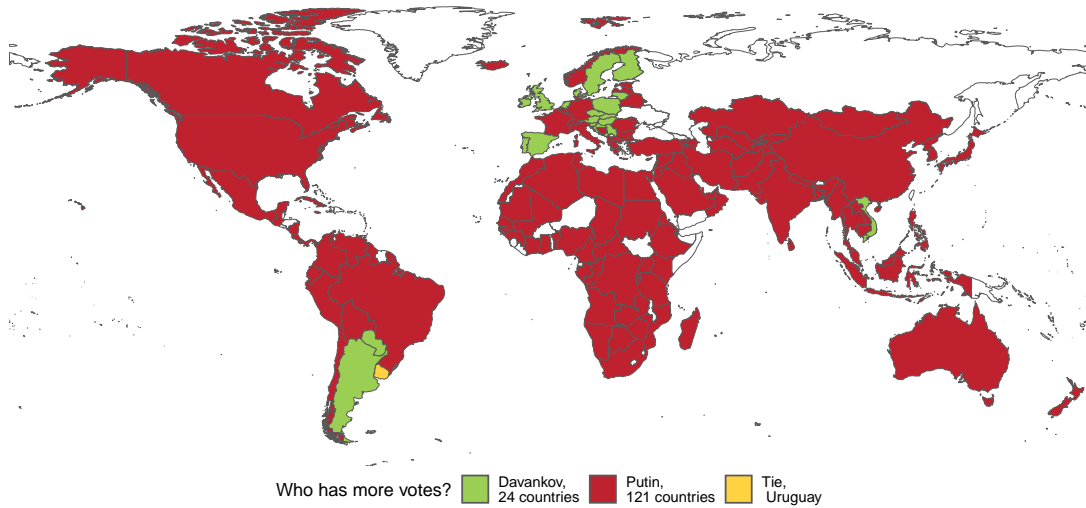 Who has more votes?
Davankov,
24 countries
Putin,
121 countries
Tie,
Uruguay